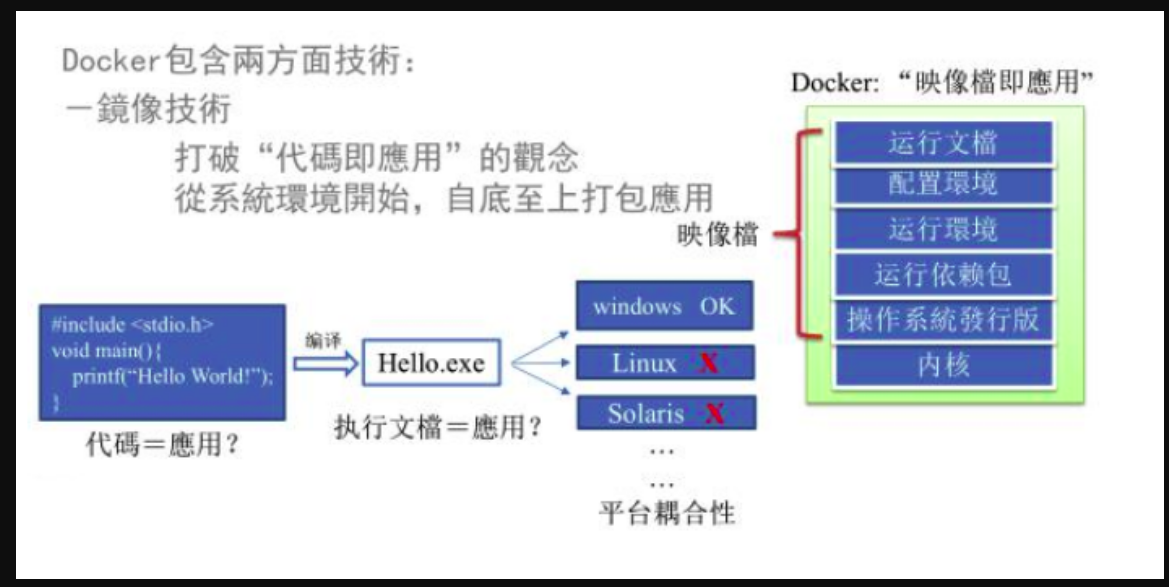 Docker包含兩方面技術：
－鏡像技術
打破“代碼即應用”的觀念
從系統環境開始，自底至上打包應用
Docker: “映像檔即應用”
运行文檔
配置環境
运行環境
运行依赖包
操作系統發行版
内核
映像檔
#include <stdio.h>
void main(){
printf(“Hello World!”);
}
代碼＝應用？
编译
Hello.exe
执行文檔＝應用？
windows OK
Linux X
Solaris X
…
…
平台耦合性